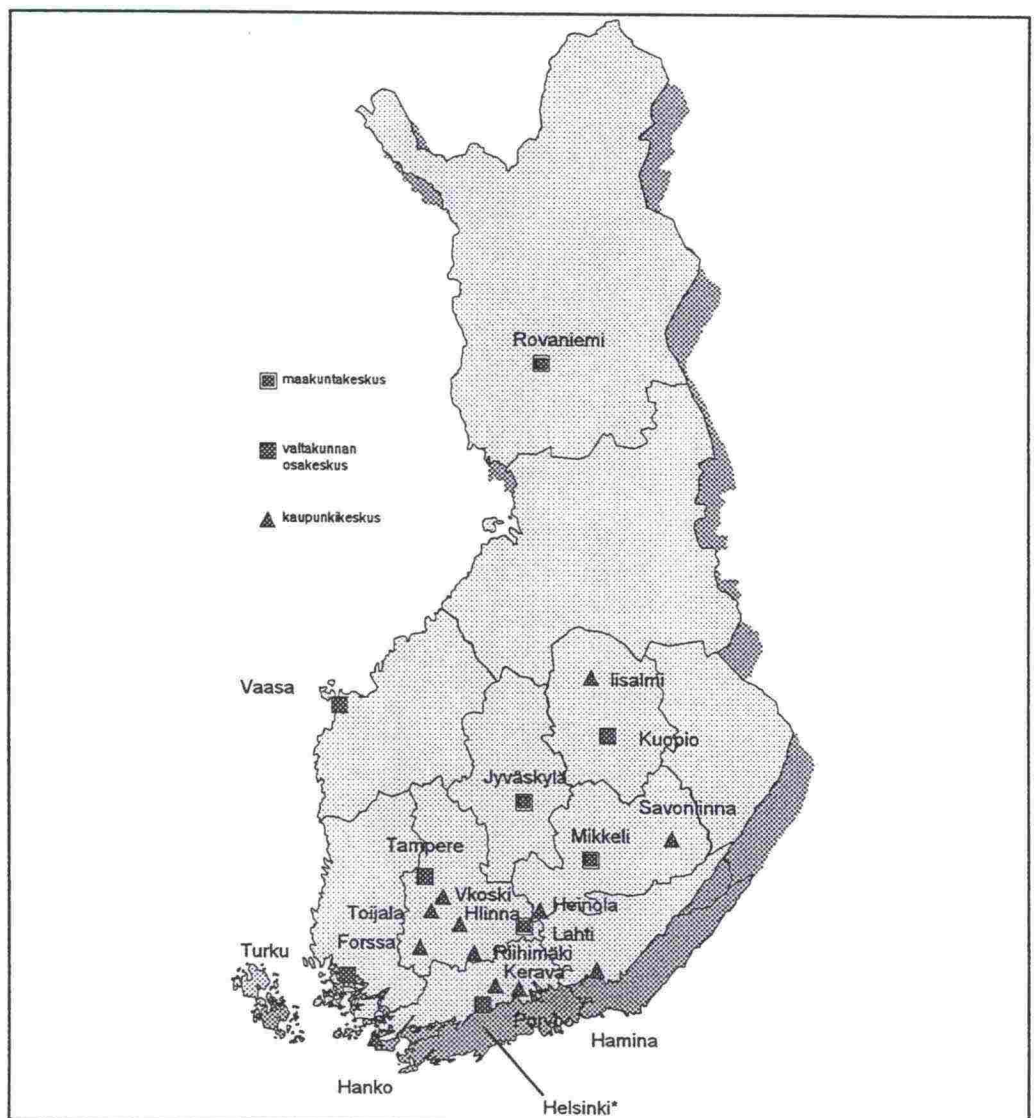 Rovaniemi
maakuntakeskus
valtakunnan
osakeskus
kaupunkikeskus
Iisalmi
Vaasa
Kuopio
Jyväskylä
Savonlinna
Mikkeli
Tampere
Vkoski
Toijala
Hlinna
Heinola
Forssa
Lahti
Turku
Riihimäki
Kerava
Hamina
Hanko
Helsinki*